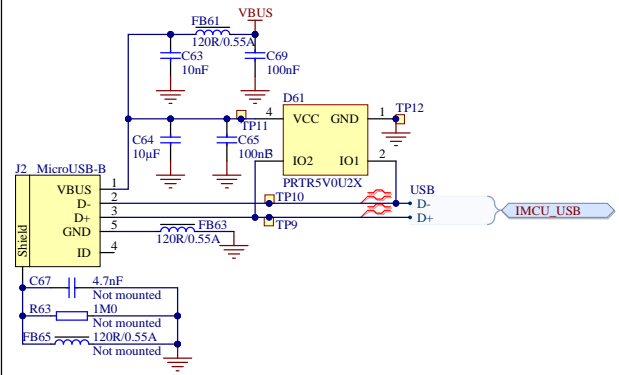 VBUS
FB61
120R/0.55A
C63
10nF
C69
100nF
D61
4
VCC
GND
1
TP12
TP11
C64
10µF
C65
100nF
3
IO2
IO1
2
PRTR5V0U2X
J2
MicroUSB-B
VBUS
1
D-
2
D+
3
GND
5
ID
4
Shield
TP10
TP9
USB
D-
D+
IMCU_USB
FB63
120R/0.55A
C67
4.7nF
Not mounted
R63
1M0
Not mounted
FB65
120R/0.55A
Not mounted